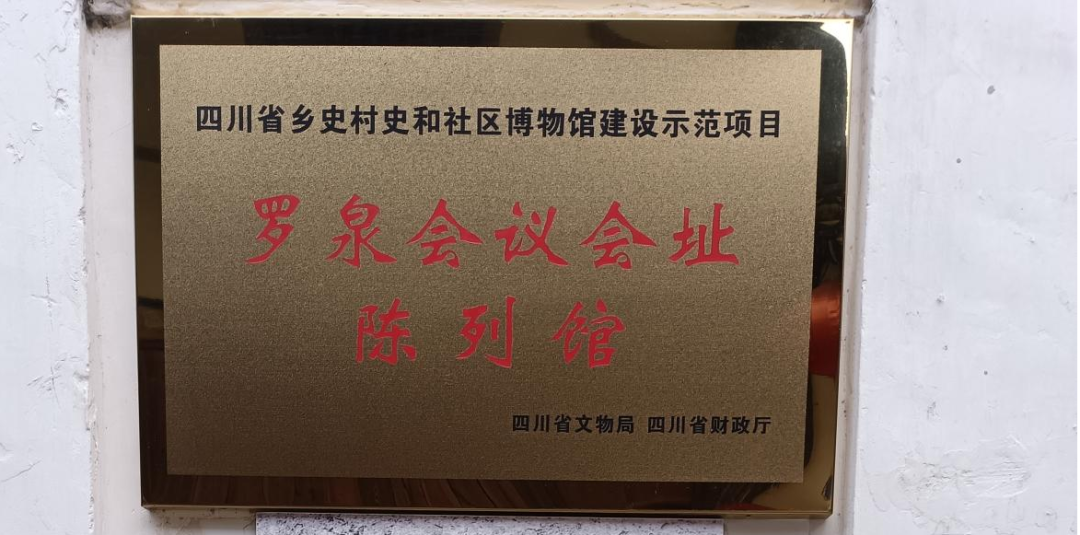 四川省乡史村史和社区博物馆建设示范项目
罗泉会议会址
陈列馆
四川省文物局 四川省财政厅